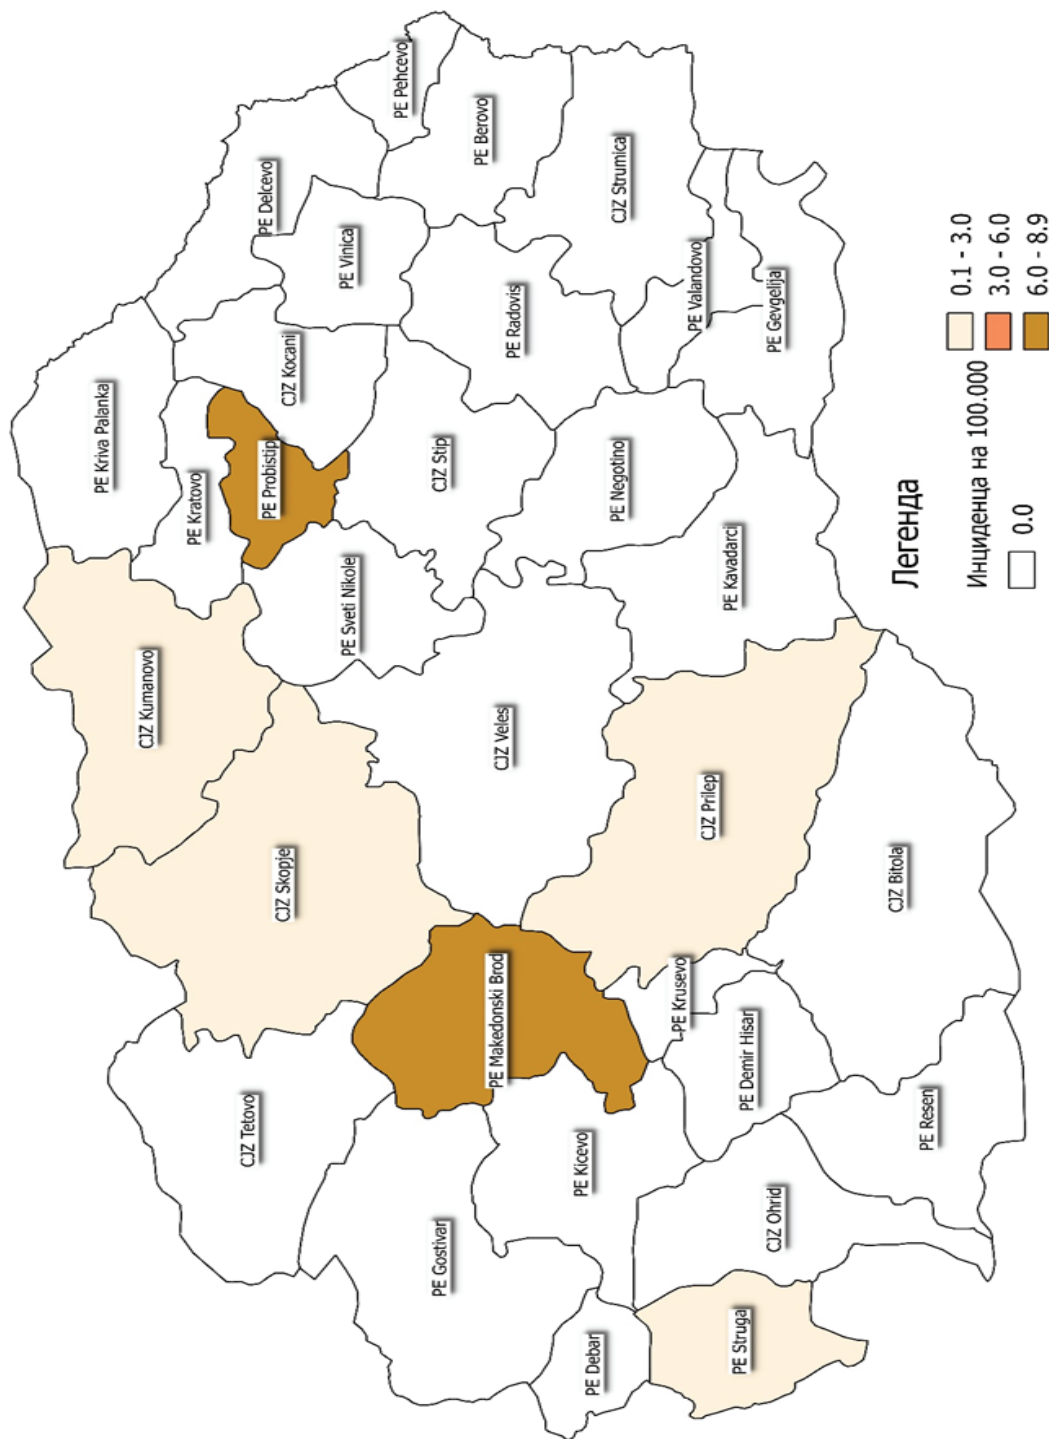 PE Kriva Palanka
CJZ Kumanovo
PE Kratovo
PE Delcevo
PE Pehcevo
CJZ Tetovo
CJZ Skopje
PE Probistip
CJZ Kocani
PE Vinica
PE Sveti Nikole
PE Berovo
PE Gostivar
PE Makedonski Brod
CJZ Veles
CJZ Stip
PE Radovis
PE Kicevo
PE Debar
PE Negotino
CJZ Strumica
PE Krusevo
CJZ Prilep
PE Kavadarci
PE Valandovo
PE Struga
CJZ Ohrid
PE Demir Hisar
PE Gevgelija
PE Resen
CJZ Bitola
Легенда
Инциденца на 100.000
0.0
0.1 - 3.0
3.0 - 6.0
6.0 - 8.9